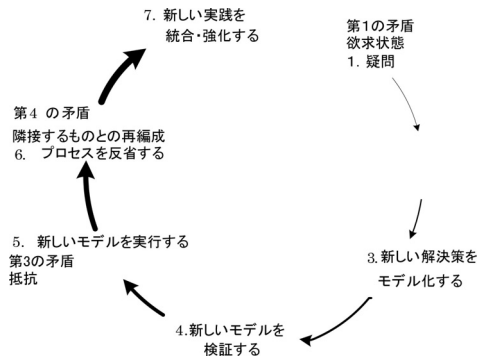 第1の矛盾
欲求状態
1. 疑問
3.新しい解決策を
モデル化する
4.新しいモデルを
検証する
5. 新しいモデルを実行する
第3の矛盾
抵抗
第4 の矛盾
隣接するものとの再編成
6. プロセスを反省する
7. 新しい実践を
統合・強化する